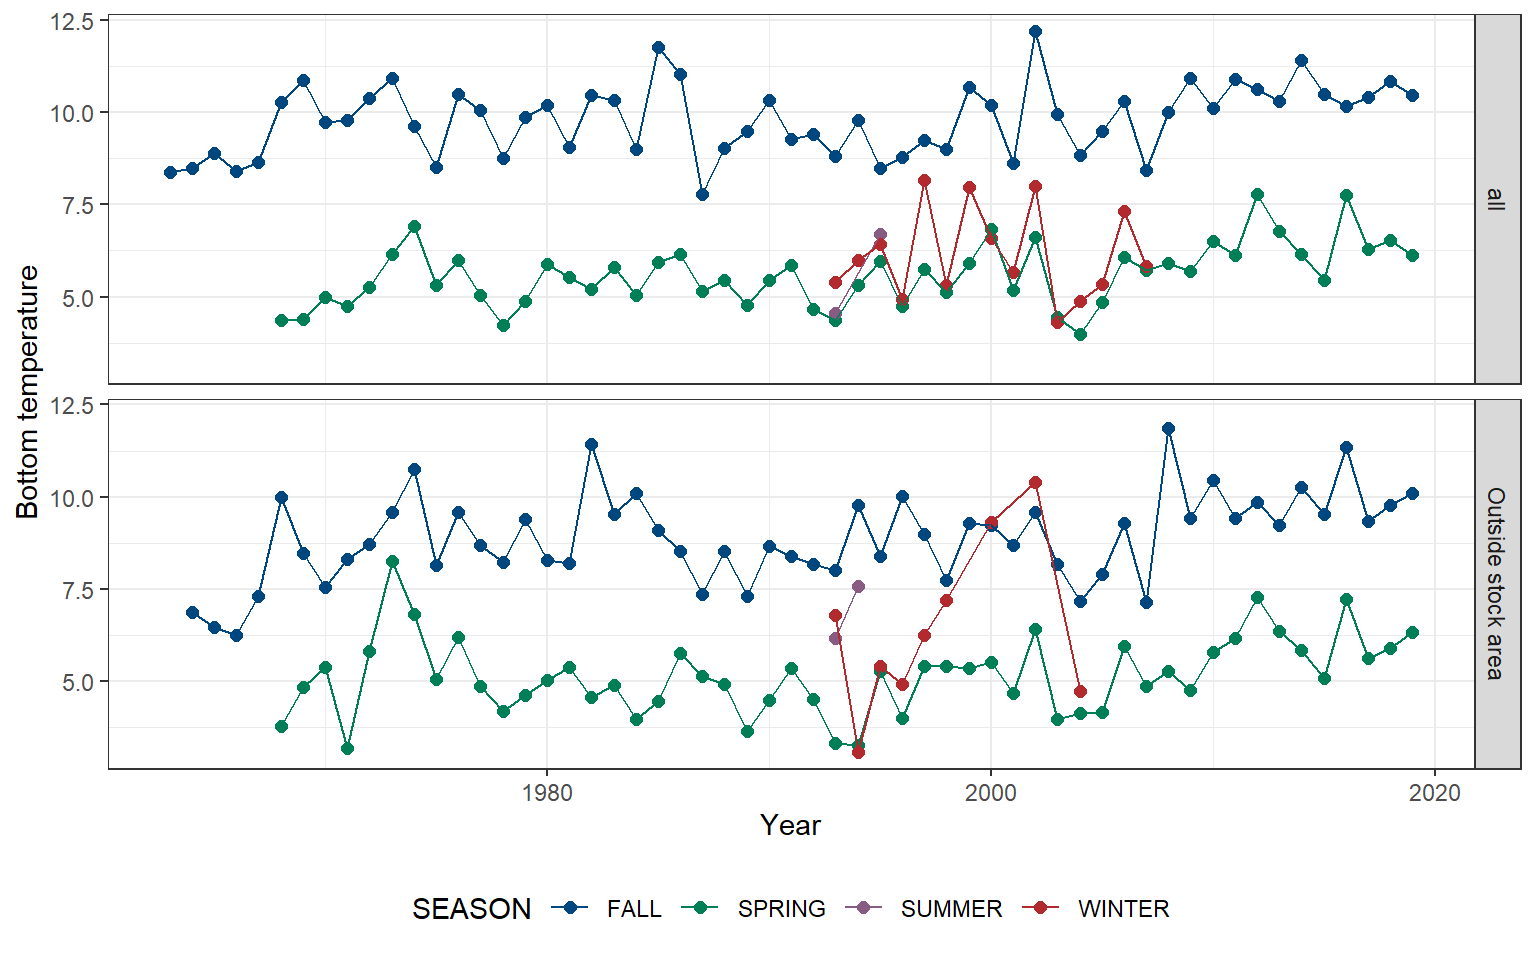 12.5
10.0
7.5
5.0
all
12.5
10.0
7.5
5.0
Outside stock area
Bottom temperature
1980 2000 2020
Year
SEASON FALL SPRING SUMMER WINTER